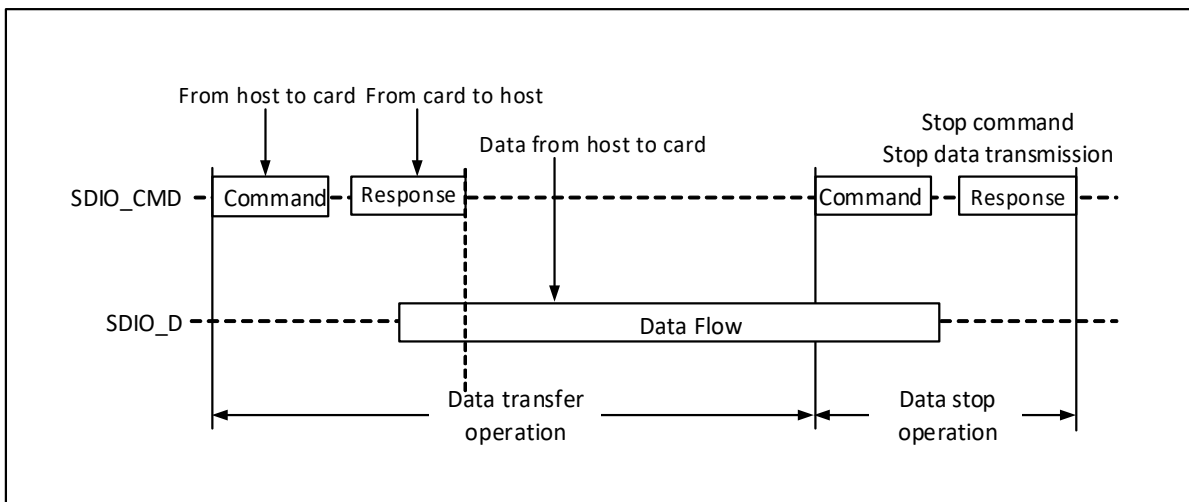 From host to card From card to host
Data from host to card
Stop command
Stop data transmission
SDIO_CMD Command Response Command Response
SDIO_D Data Flow
Data transfer
operation
Data stop
operation